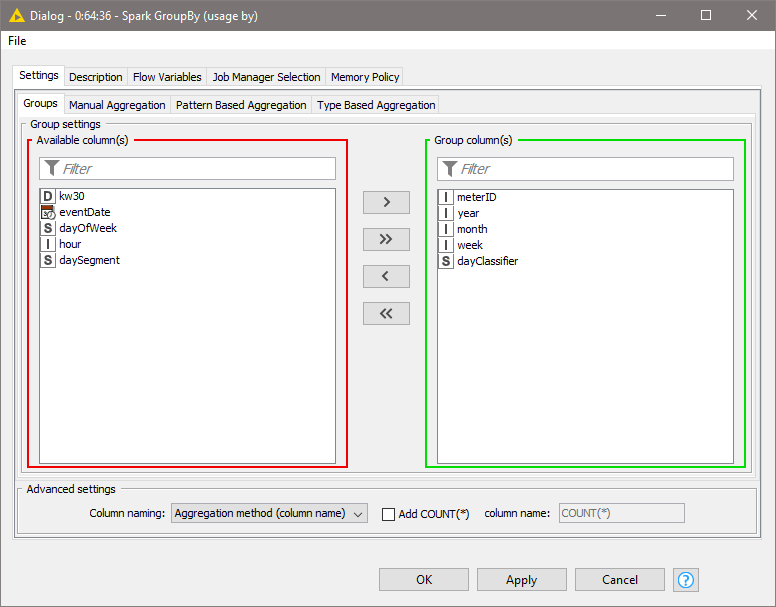 Dialog - 0:64:36 - Spark GroupBy (usage by)
File
Settings Description Flow Variables Job Manager Selection Memory Policy
Groups Manual Aggregation Pattern Based Aggregation Type Based Aggregation
Group settings
Available column(s)
Filter
D kw30
eventDate
S dayOfWeek
I hour
S daySegment
>
>>
<
<<
Group column(s)
Filter
I meterID
I year
I month
I week
S dayClassifier
Advanced settings
Column naming: Aggregation method (column name) Add COUNT(*) column name: COUNT(*)
OK Apply Cancel ?